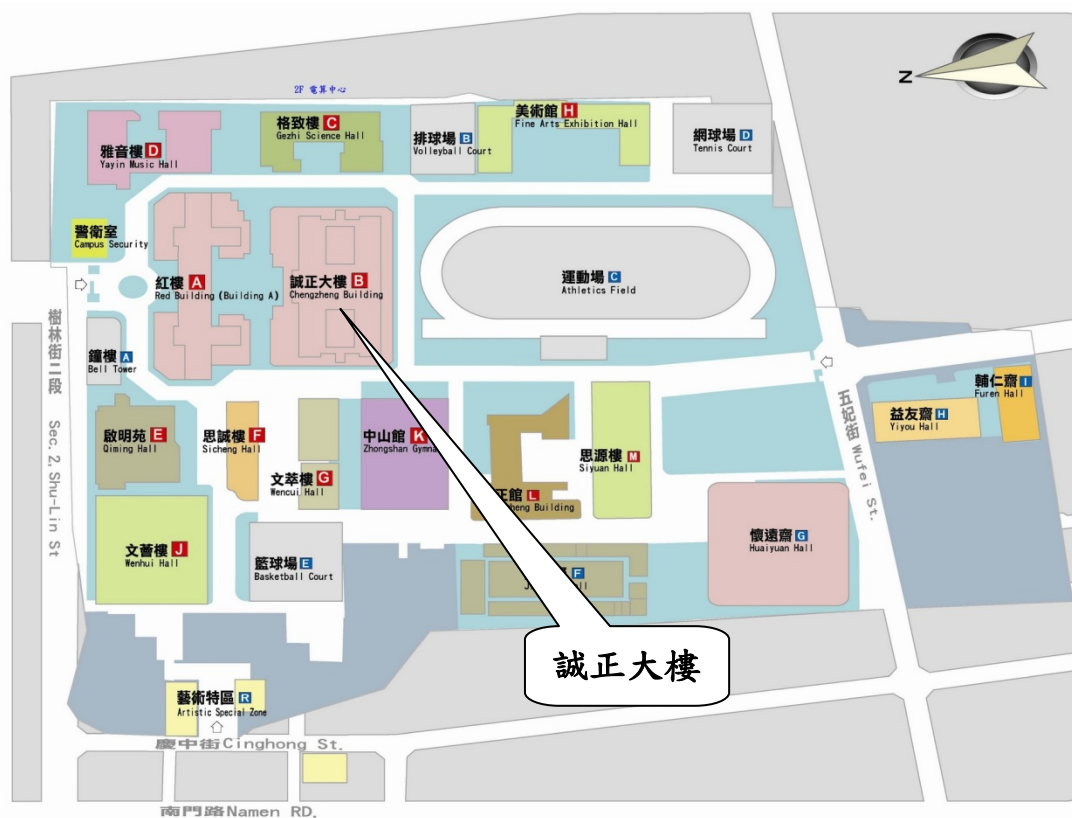 2F 電算中心
N
雅音樓 D
Yayin Music Hall
格致樓 C
Gezhi Science Hall
排球場 B
Volleyball Court
美術館 H
Fine Arts Exhibition Hall
網球場 D
Tennis Court
警衛室
Campus Security
紅樓 A
Red Building (Building A)
誠正大樓 B
Chengzheng Building
運動場 C
Athletics Field
鐘樓 A
Bell Tower
樹林街二段 Sec. 2, Shu-Lin St
啟明苑 E
Qiming Hall
思誠樓 F
Sicheng Hall
文萃樓 G
Wencui Hall
中山館 K
Zhongshan Gymna
正館 L
heng Building
思源樓 M
Siyuan Hall
五妃街 Wufei St.
益友齋 H
Yiyou Hall
輔仁齋 I
Furen Hall
文薈樓 J
Wenhui Hall
籃球場 E
Basketball Court
F
懷遠齋 G
Huaiyuan Hall
誠正大樓
藝術特區 R
Artistic Special Zone
慶中街Cinghong St.
南門路Namen RD.